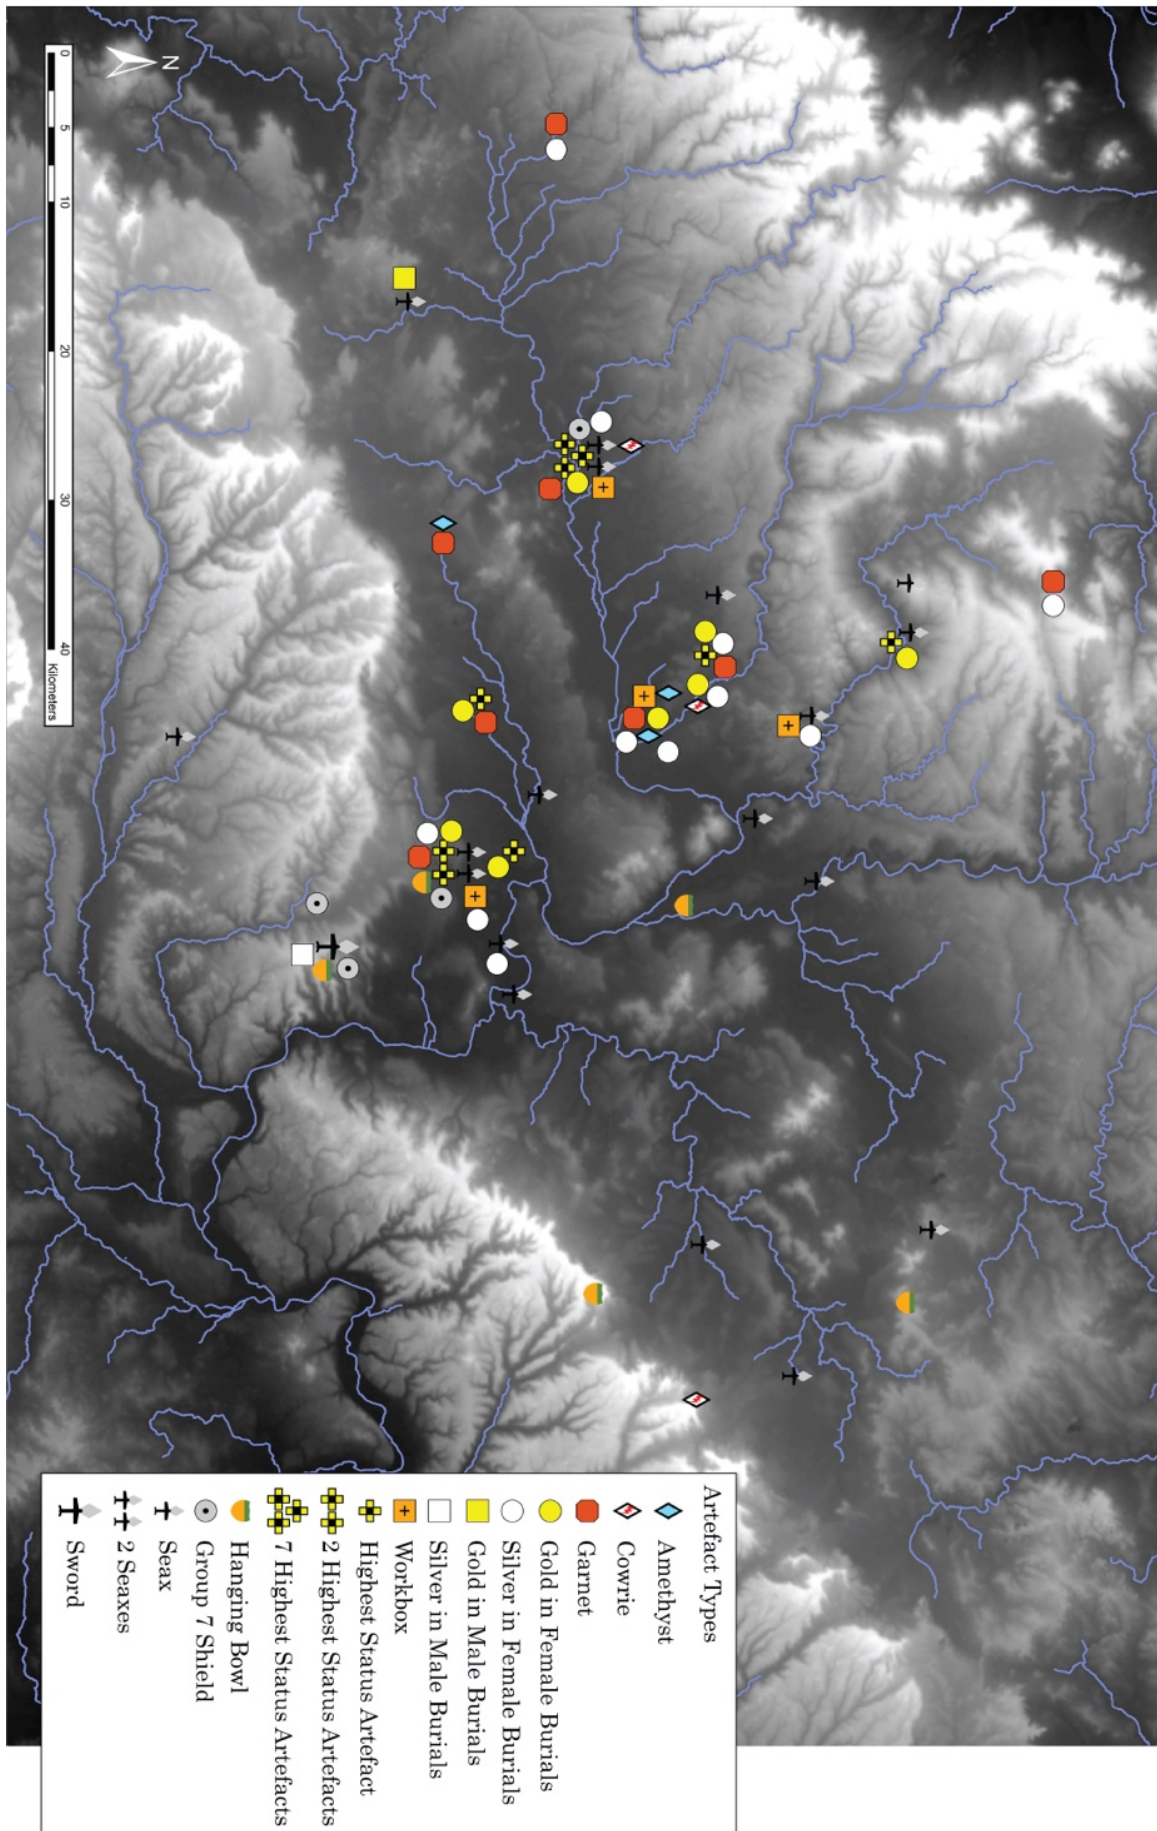 Artefact Types
Amethyst
Cowrie
Garnet
Gold in Female Burials
Silver in Female Burials
Gold in Male Burials
Silver in Male Burials
Workbox
Highest Status Artefact
2 Highest Status Artefacts
7 Highest Status Artefacts
Hanging Bowl
Group 7 Shield
Seax
2 Seaxes
Sword
N
0 5 10 20 30 40
Kilometers